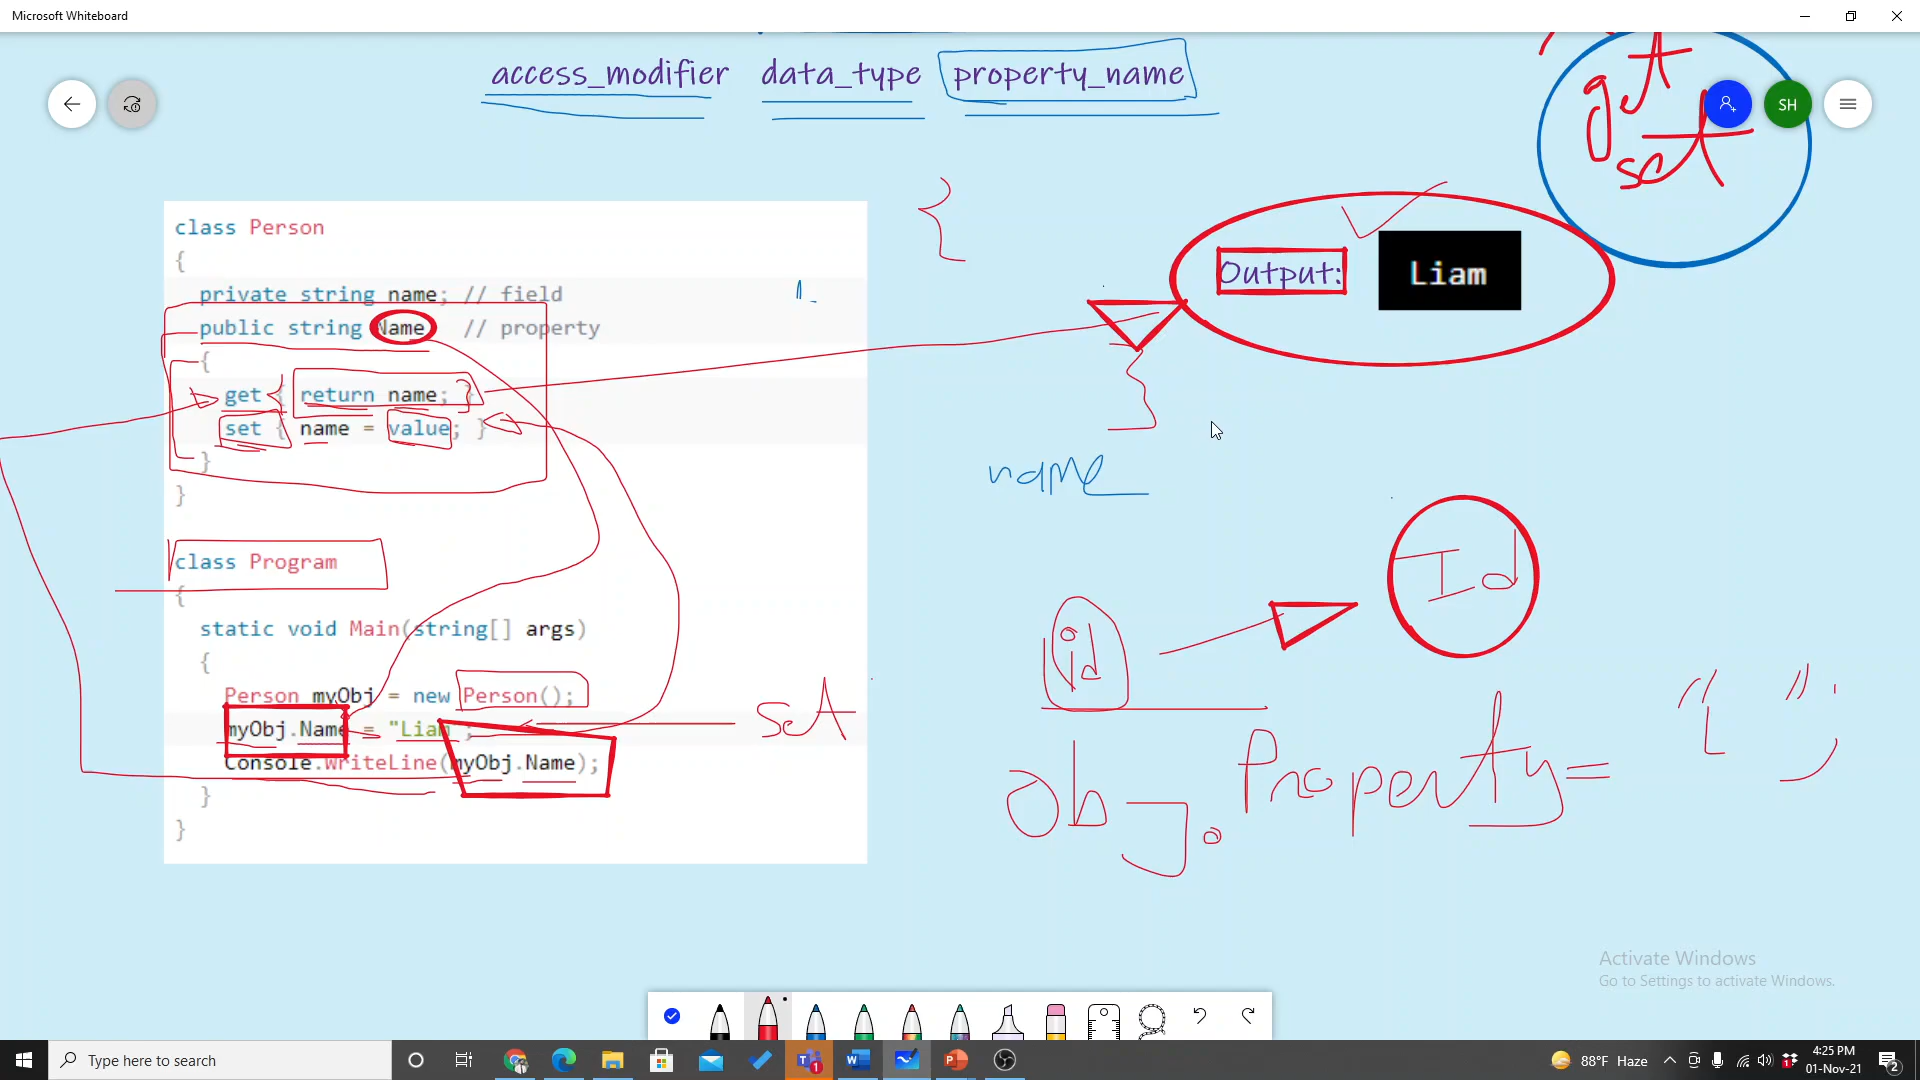 Microsoft Whiteboard
access_modifier data_type property_name
get
set
SH
class Person
{
private string name; // field
public string Name // property
{
get { return name; }
set { name = value; }
}
}
{
Output: Liam
}
name
Id
id
class Program
{
static void Main(string[] args)
{
Person myObj = new Person();
myObj.Name = "Liam";
Console.WriteLine(myObj.Name);
}
}
set
Obj.Property= " ";
Activate Windows
Go to Settings to activate Windows.
Type here to search
88°F Haze
4:25 PM
01-Nov-21
1
2